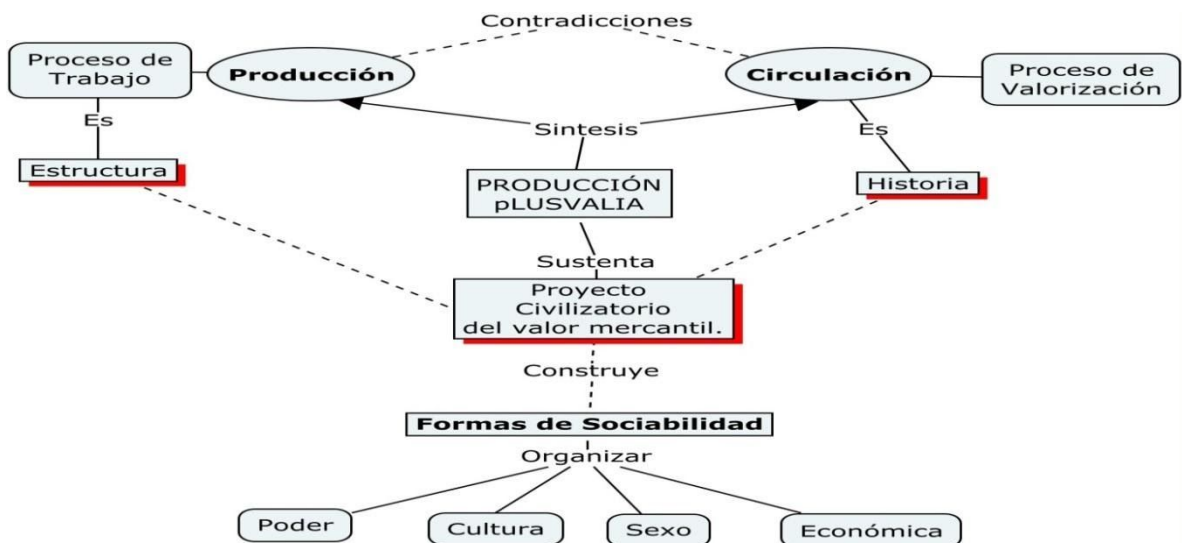 Contradicciones
Proceso de
Trabajo
Producción
Circulación
Proceso de
Valorización
Es
Sintesis
Es
Estructura
PRODUCCIÓN
pLUSVALIA
Historia
Sustenta
Proyecto
Civilizatorio
del valor mercantil.
Construye
Formas de Sociabilidad
Organizar
Poder
Cultura
Sexo
Económica